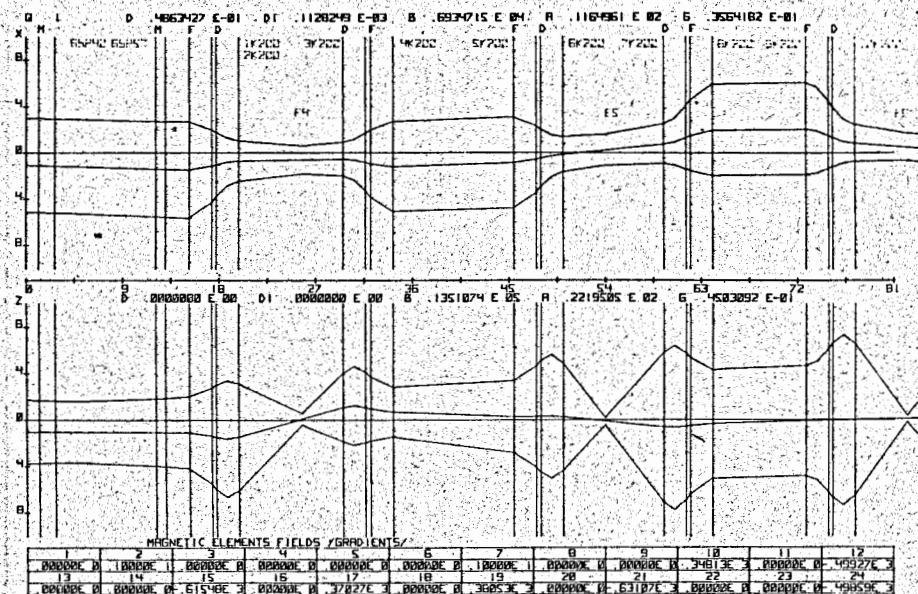 Q L D .4863427 E-01 D1 .1128249 E-03 B .6934715 E 04 A .1164961 E 02 G .3564182 E-01
X M M F D D F F D D F F D
3K200 4K200 5K200 6K200 7K200
2K200
8
4 F4 F5
0
4
8
0 9 18 27 36 45 54 63 72 81
Z D .0000000 E 00 D1 .0000000 E 00 B .1351074 E 05 A .2219505 E 02 G .4503092 E-01
8
4
0
4
8
MAGNETIC ELEMENTS FIELDS /GRADIENTS/
1 2 3 4 5 6 7 8 9 10 11 12
.00000E 0 .10000E 1 .00000E 0 .00000E 0 .00000E 0 .00000E 0 .10000E 1 .00000E 0 .00000E 0 .34813E 3 .00000E 0 -.49927E 3
13 14 15 16 17 18 19 20 21 22 23 24
.00000E 0 .00000E 0 -.61548E 3 .00000E 0 .37027E 3 .00000E 0 .38053E 3 .00000E 0 -.63107E 3 .00000E 0 .00000E 0 -.49859E 3